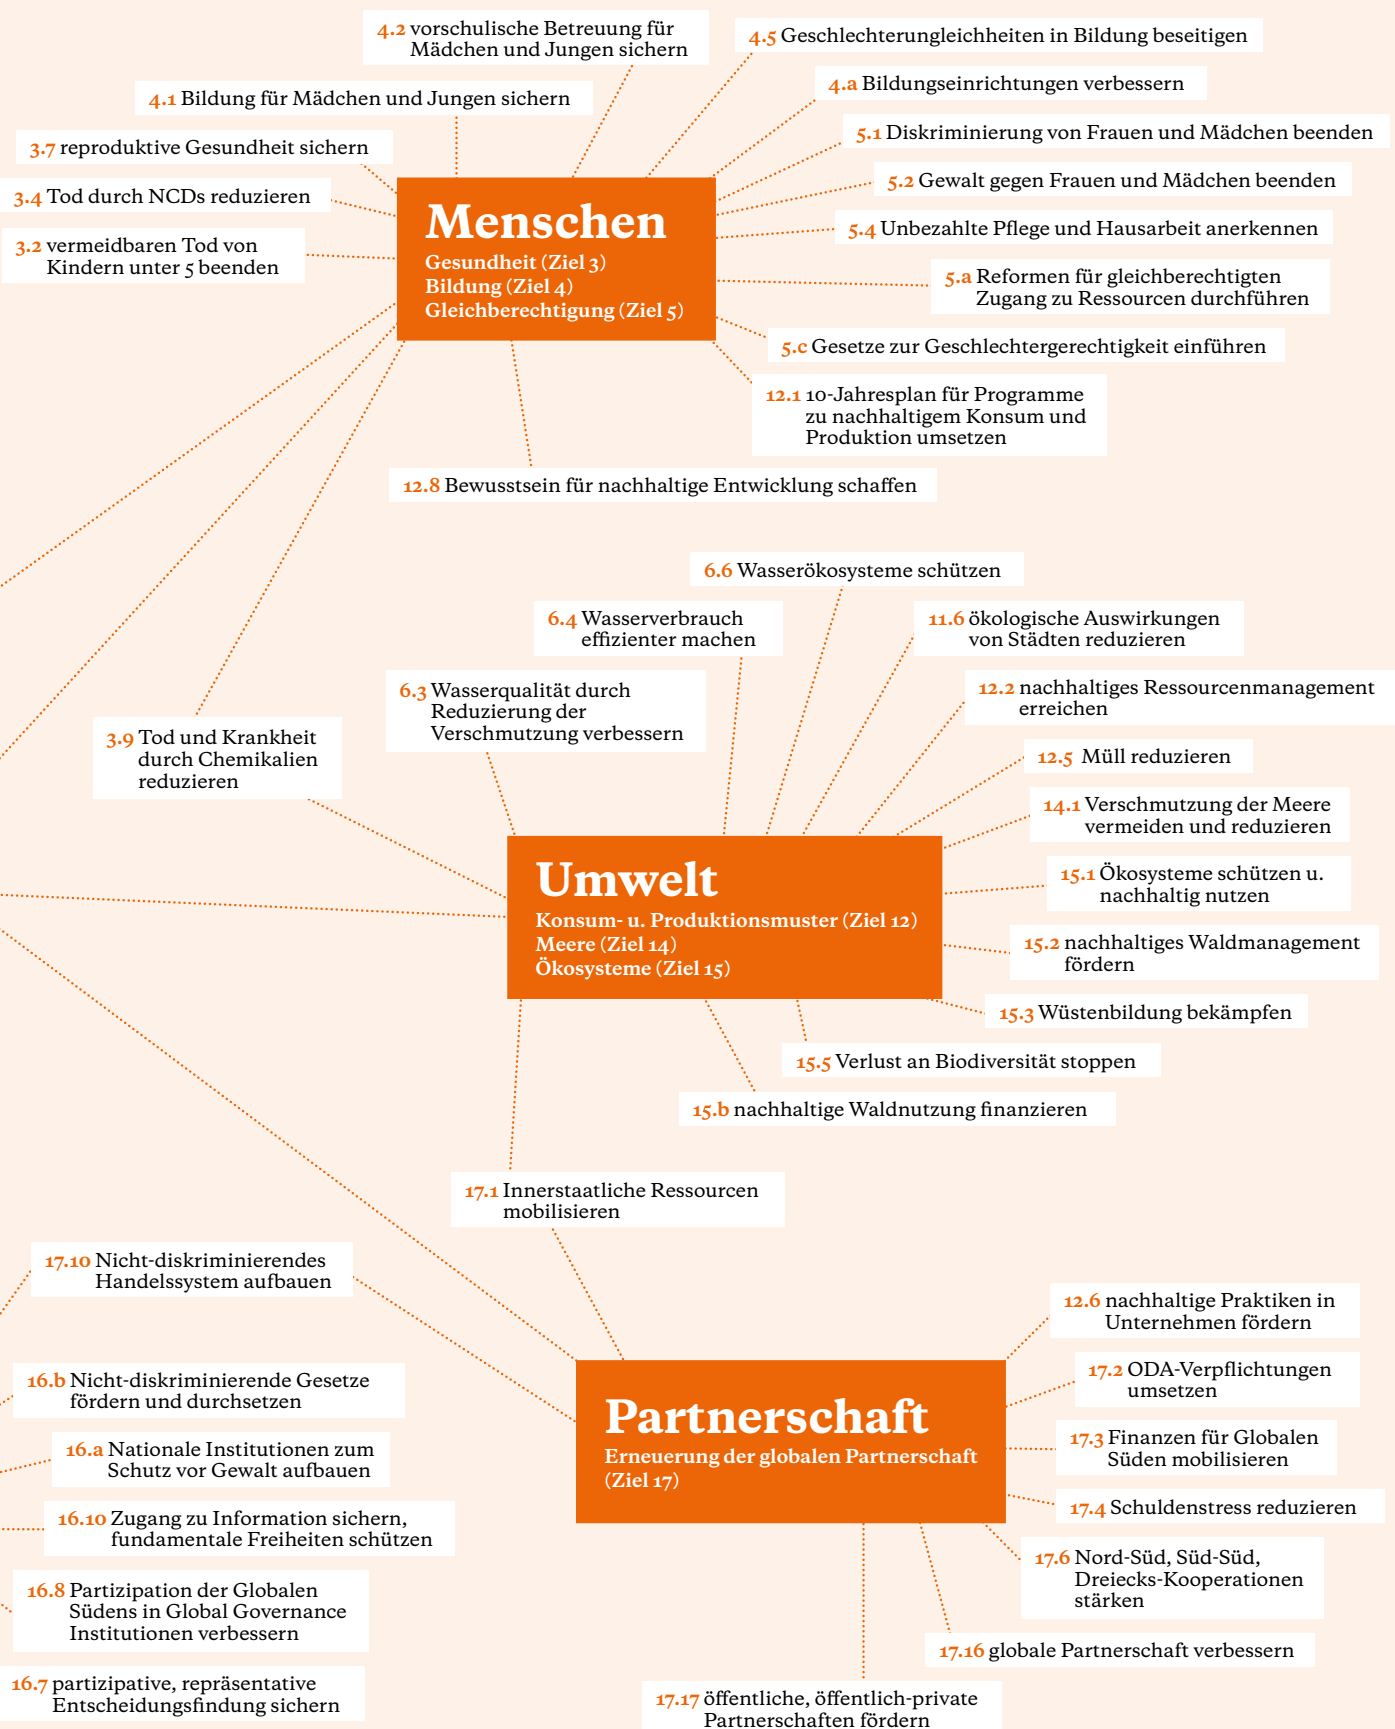 4.2 vorschulische Betreuung für
Mädchen und Jungen sichern
4.5 Geschlechterungleichheiten in Bildung beseitigen
4.1 Bildung für Mädchen und Jungen sichern
4.a Bildungseinrichtungen verbessern
3.7 reproduktive Gesundheit sichern
5.1 Diskriminierung von Frauen und Mädchen beenden
3.4 Tod durch NCDs reduzieren
5.2 Gewalt gegen Frauen und Mädchen beenden
3.2 vermeidbaren Tod von
Kindern unter 5 beenden
5.4 Unbezahlte Pflege und Hausarbeit anerkennen
Menschen
Gesundheit (Ziel 3)
Bildung (Ziel 4)
Gleichberechtigung (Ziel 5)
5.a Reformen für gleichberechtigten
Zugang zu Ressourcen durchführen
5.c Gesetze zur Geschlechtergerechtigkeit einführen
12.1 10-Jahresplan für Programme
zu nachhaltigem Konsum und
Produktion umsetzen
12.8 Bewusstsein für nachhaltige Entwicklung schaffen
6.6 Wasserökosysteme schützen
6.4 Wasserverbrauch
effizienter machen
11.6 ökologische Auswirkungen
von Städten reduzieren
6.3 Wasserqualität durch
Reduzierung der
Verschmutzung verbessern
12.2 nachhaltiges Ressourcenmanagement
erreichen
3.9 Tod und Krankheit
durch Chemikalien
reduzieren
12.5 Müll reduzieren
14.1 Verschmutzung der Meere
vermeiden und reduzieren
Umwelt
Konsum- u. Produktionsmuster (Ziel 12)
Meere (Ziel 14)
Ökosysteme (Ziel 15)
15.1 Ökosysteme schützen u.
nachhaltig nutzen
15.2 nachhaltiges Waldmanagement
fördern
15.3 Wüstenbildung bekämpfen
15.5 Verlust an Biodiversität stoppen
15.b nachhaltige Waldnutzung finanzieren
17.1 Innerstaatliche Ressourcen
mobilisieren
17.10 Nicht-diskriminierendes
Handelssystem aufbauen
12.6 nachhaltige Praktiken in
Unternehmen fördern
16.b Nicht-diskriminierende Gesetze
fördern und durchsetzen
17.2 ODA-Verpflichtungen
umsetzen
Partnerschaft
Erneuerung der globalen Partnerschaft
(Ziel 17)
16.a Nationale Institutionen zum
Schutz vor Gewalt aufbauen
17.3 Finanzen für Globalen
Süden mobilisieren
17.4 Schuldenstress reduzieren
16.10 Zugang zu Information sichern,
fundamentale Freiheiten schützen
17.6 Nord-Süd, Süd-Süd,
Dreiecks-Kooperationen
stärken
16.8 Partizipation der Globalen
Südens in Global Governance
Institutionen verbessern
17.16 globale Partnerschaft verbessern
16.7 partizipative, repräsentative
Entscheidungsfindung sichern
17.17 öffentliche, öffentlich-private
Partnerschaften fördern